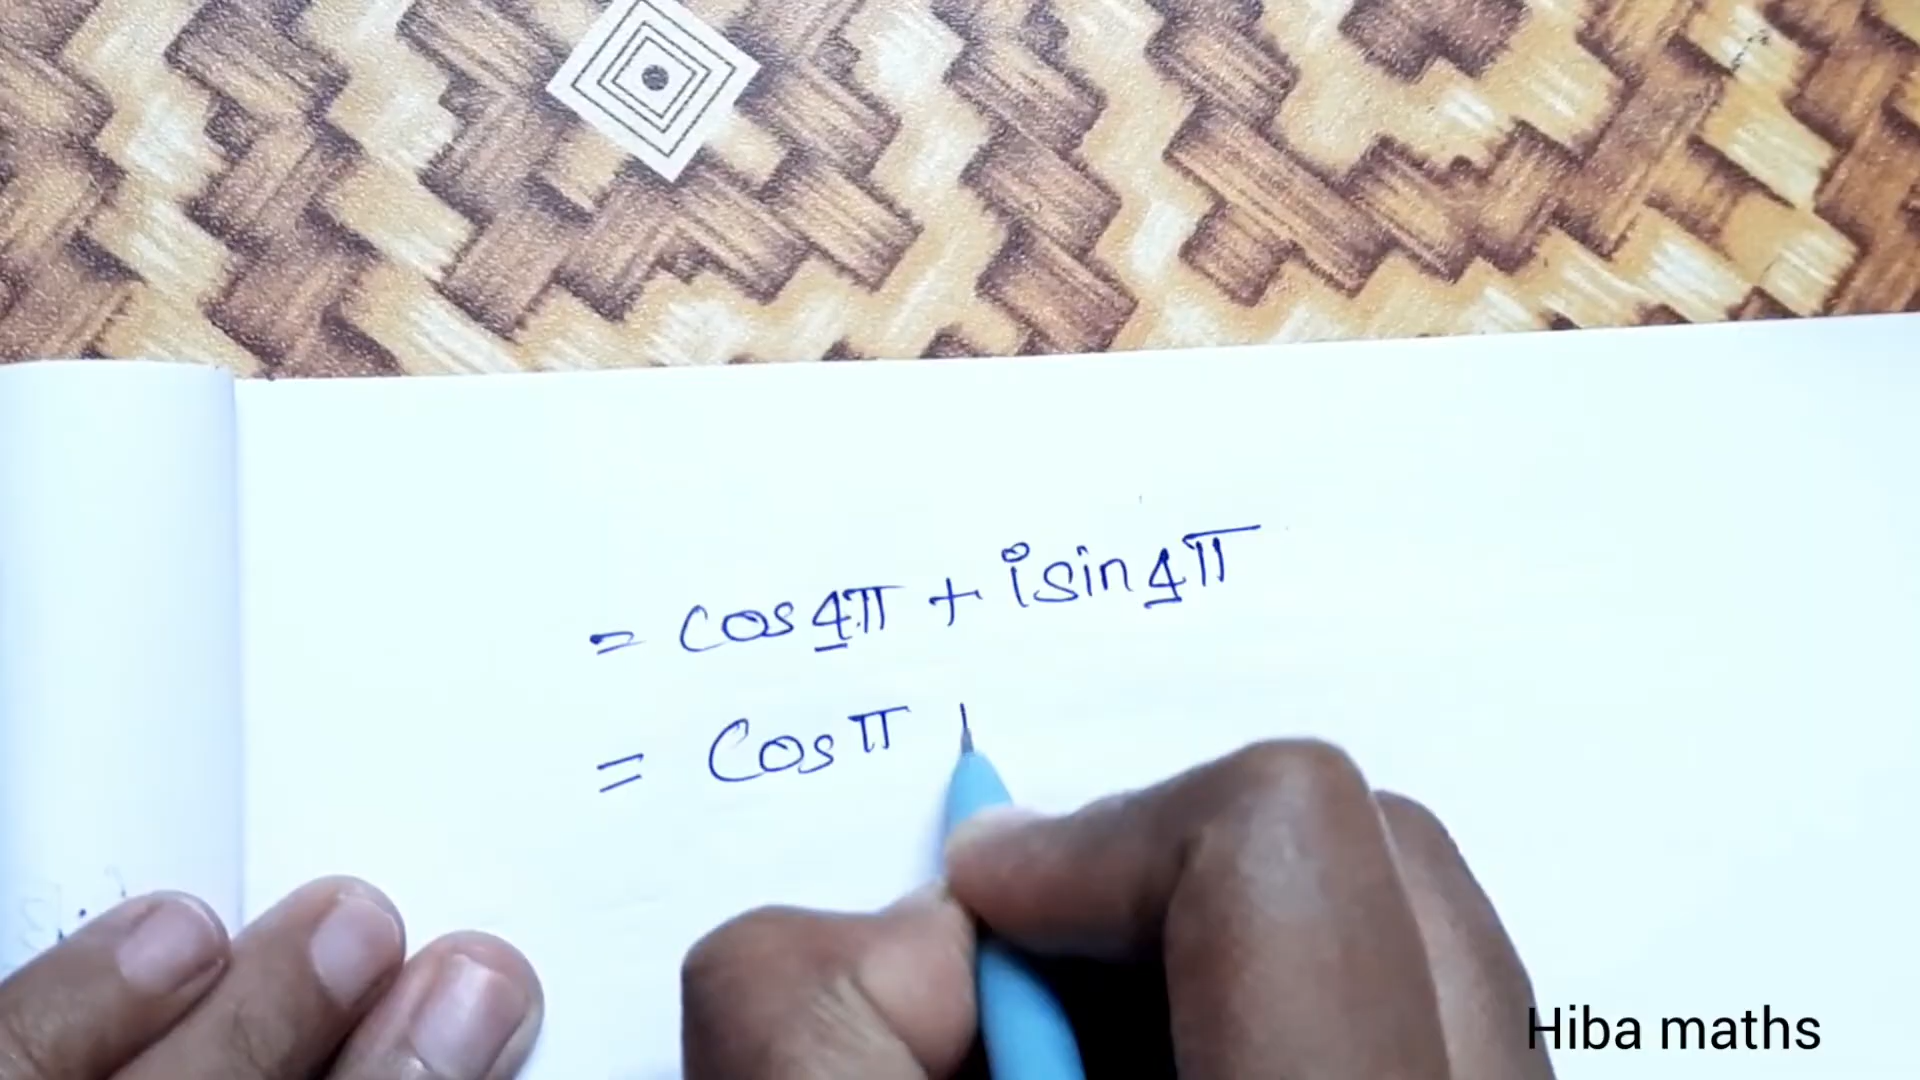 = cos 4π + i sin 4π
= Cos π
Hiba maths